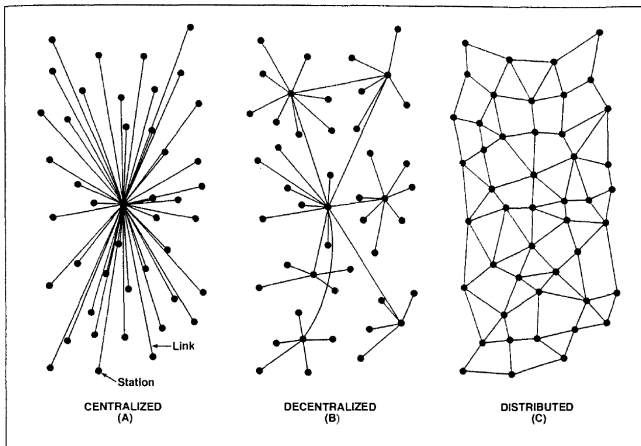 Link
Station
CENTRALIZED
(A)
DECENTRALIZED
(B)
DISTRIBUTED
(C)